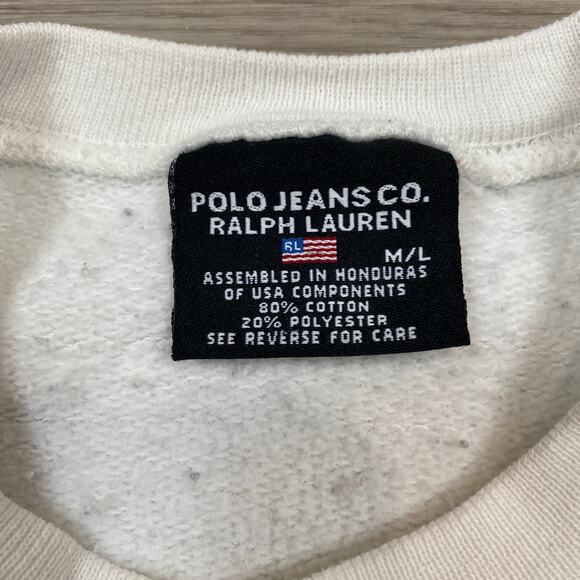 POLO JEANS CO.
RALPH LAUREN
RL
M/L
ASSEMBLED IN HONDURAS
OF USA COMPONENTS
80% COTTON
20% POLYESTER
SEE REVERSE FOR CARE